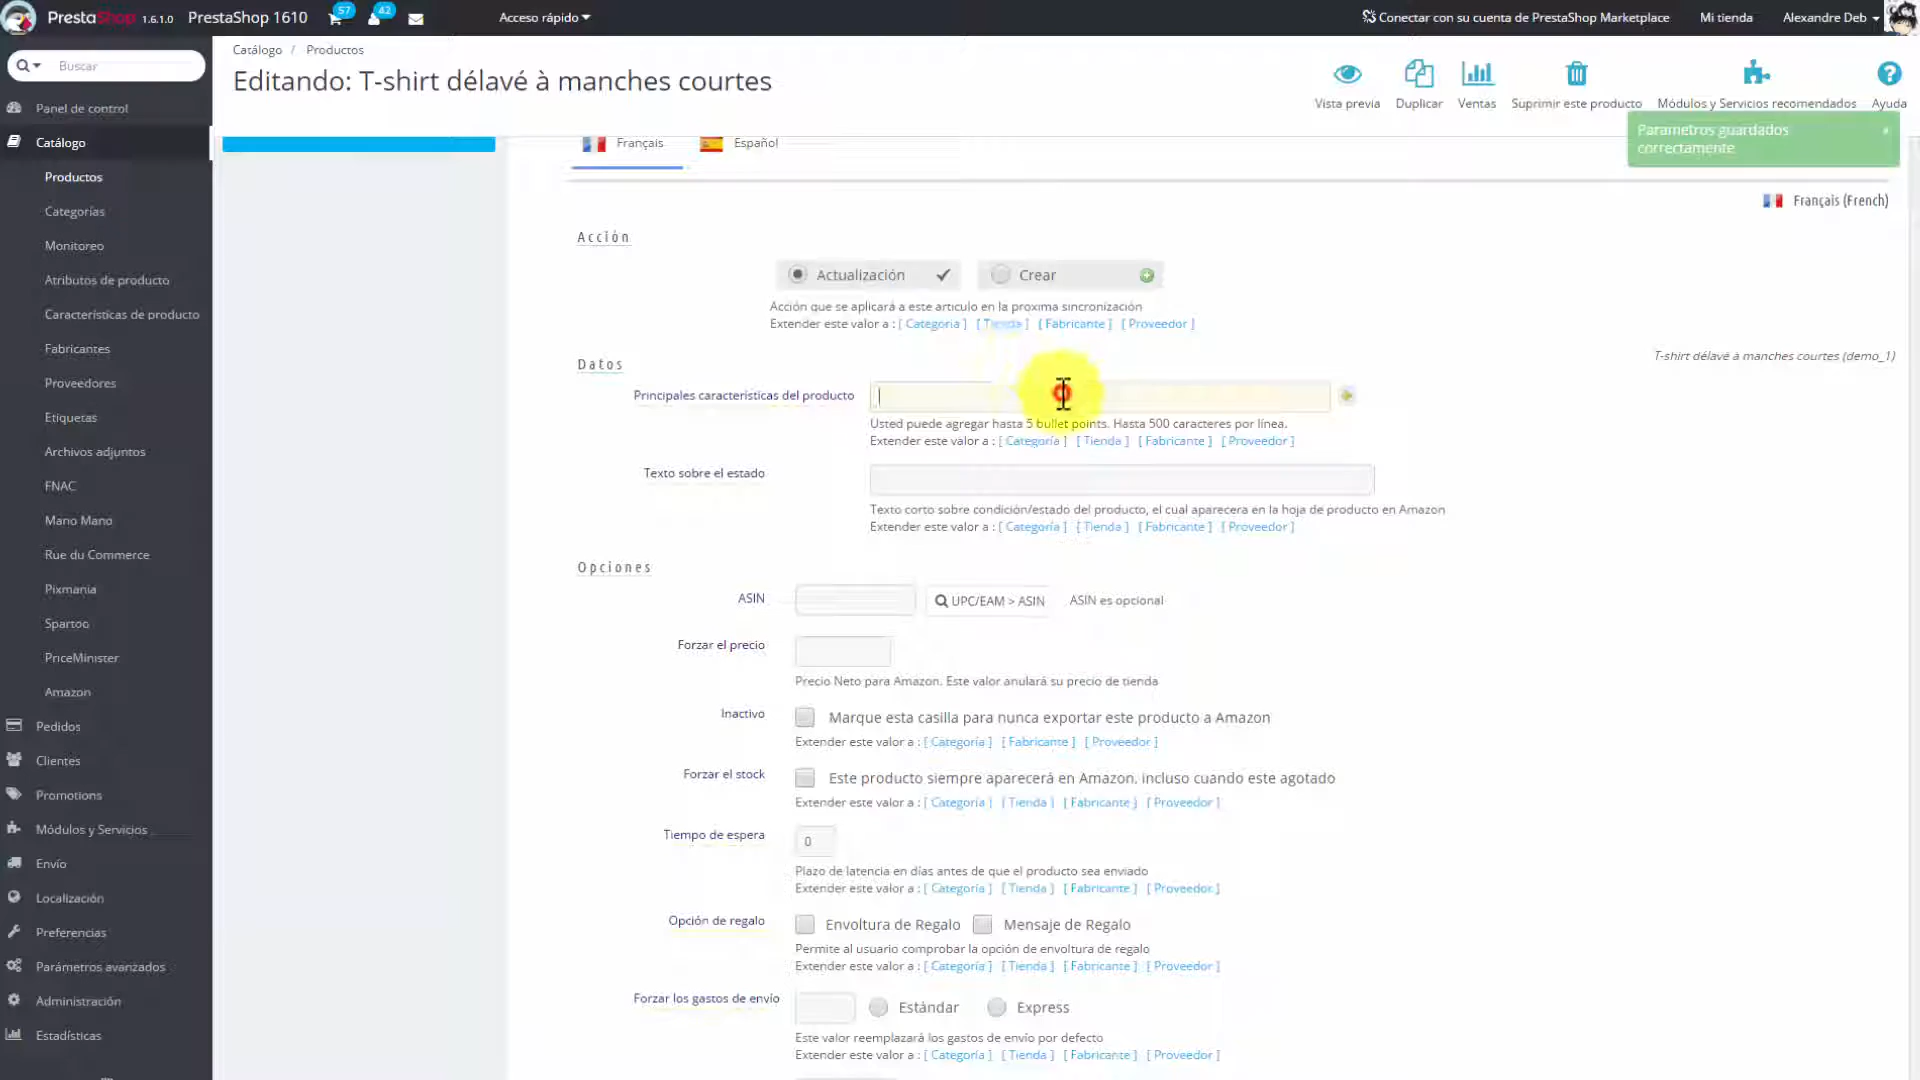 PrestaShop 1.6.1.0 PrestaShop 1610 57 42 Acceso rápido Conectar con su cuenta de PrestaShop Marketplace Mi tienda Alexandre Deb
Buscar
Panel de control
Catálogo
Productos
Categorías
Monitoreo
Atributos de producto
Características de producto
Fabricantes
Proveedores
Etiquetas
Archivos adjuntos
FNAC
Mano Mano
Rue du Commerce
Pixmania
Spartoo
PriceMinister
Amazon
Pedidos
Clientes
Promotions
Módulos y Servicios
Envío
Localización
Preferencias
Parámetros avanzados
Administración
Estadísticas
Catálogo / Productos
Editando: T-shirt délavé à manches courtes
Vista previa Duplicar Ventas Suprimir este producto Módulos y Servicios recomendados Ayuda
Parametros guardados
correctamente
Français Español
Français (French)
Acción
Actualización Crear
Acción que se aplicará a este articulo en la proxima sincronización
Extender este valor a : [ Categoría ] [ Tienda ] [ Fabricante ] [ Proveedor ]
Datos
T-shirt délavé à manches courtes (demo_1)
Principales características del producto
Usted puede agregar hasta 5 bullet points. Hasta 500 caracteres por línea.
Extender este valor a : [ Categoría ] [ Tienda ] [ Fabricante ] [ Proveedor ]
Texto sobre el estado
Texto corto sobre condición/estado del producto, el cual aparecera en la hoja de producto en Amazon
Extender este valor a : [ Categoría ] [ Tienda ] [ Fabricante ] [ Proveedor ]
Opciones
ASIN UPC/EAM > ASIN ASIN es opcional
Forzar el precio
Precio Neto para Amazon. Este valor anulará su precio de tienda
Inactivo Marque esta casilla para nunca exportar este producto a Amazon
Extender este valor a : [ Categoría ] [ Fabricante ] [ Proveedor ]
Forzar el stock Este producto siempre aparecerá en Amazon, incluso cuando este agotado
Extender este valor a : [ Categoría ] [ Tienda ] [ Fabricante ] [ Proveedor ]
Tiempo de espera 0
Plazo de latencia en días antes de que el producto sea enviado
Extender este valor a : [ Categoría ] [ Tienda ] [ Fabricante ] [ Proveedor ]
Opción de regalo Envoltura de Regalo Mensaje de Regalo
Permite al usuario comprobar la opción de envoltura de regalo
Extender este valor a : [ Categoría ] [ Tienda ] [ Fabricante ] [ Proveedor ]
Forzar los gastos de envío Estándar Express
Este valor reemplazará los gastos de envío por defecto
Extender este valor a : [ Categoría ] [ Tienda ] [ Fabricante ] [ Proveedor ]